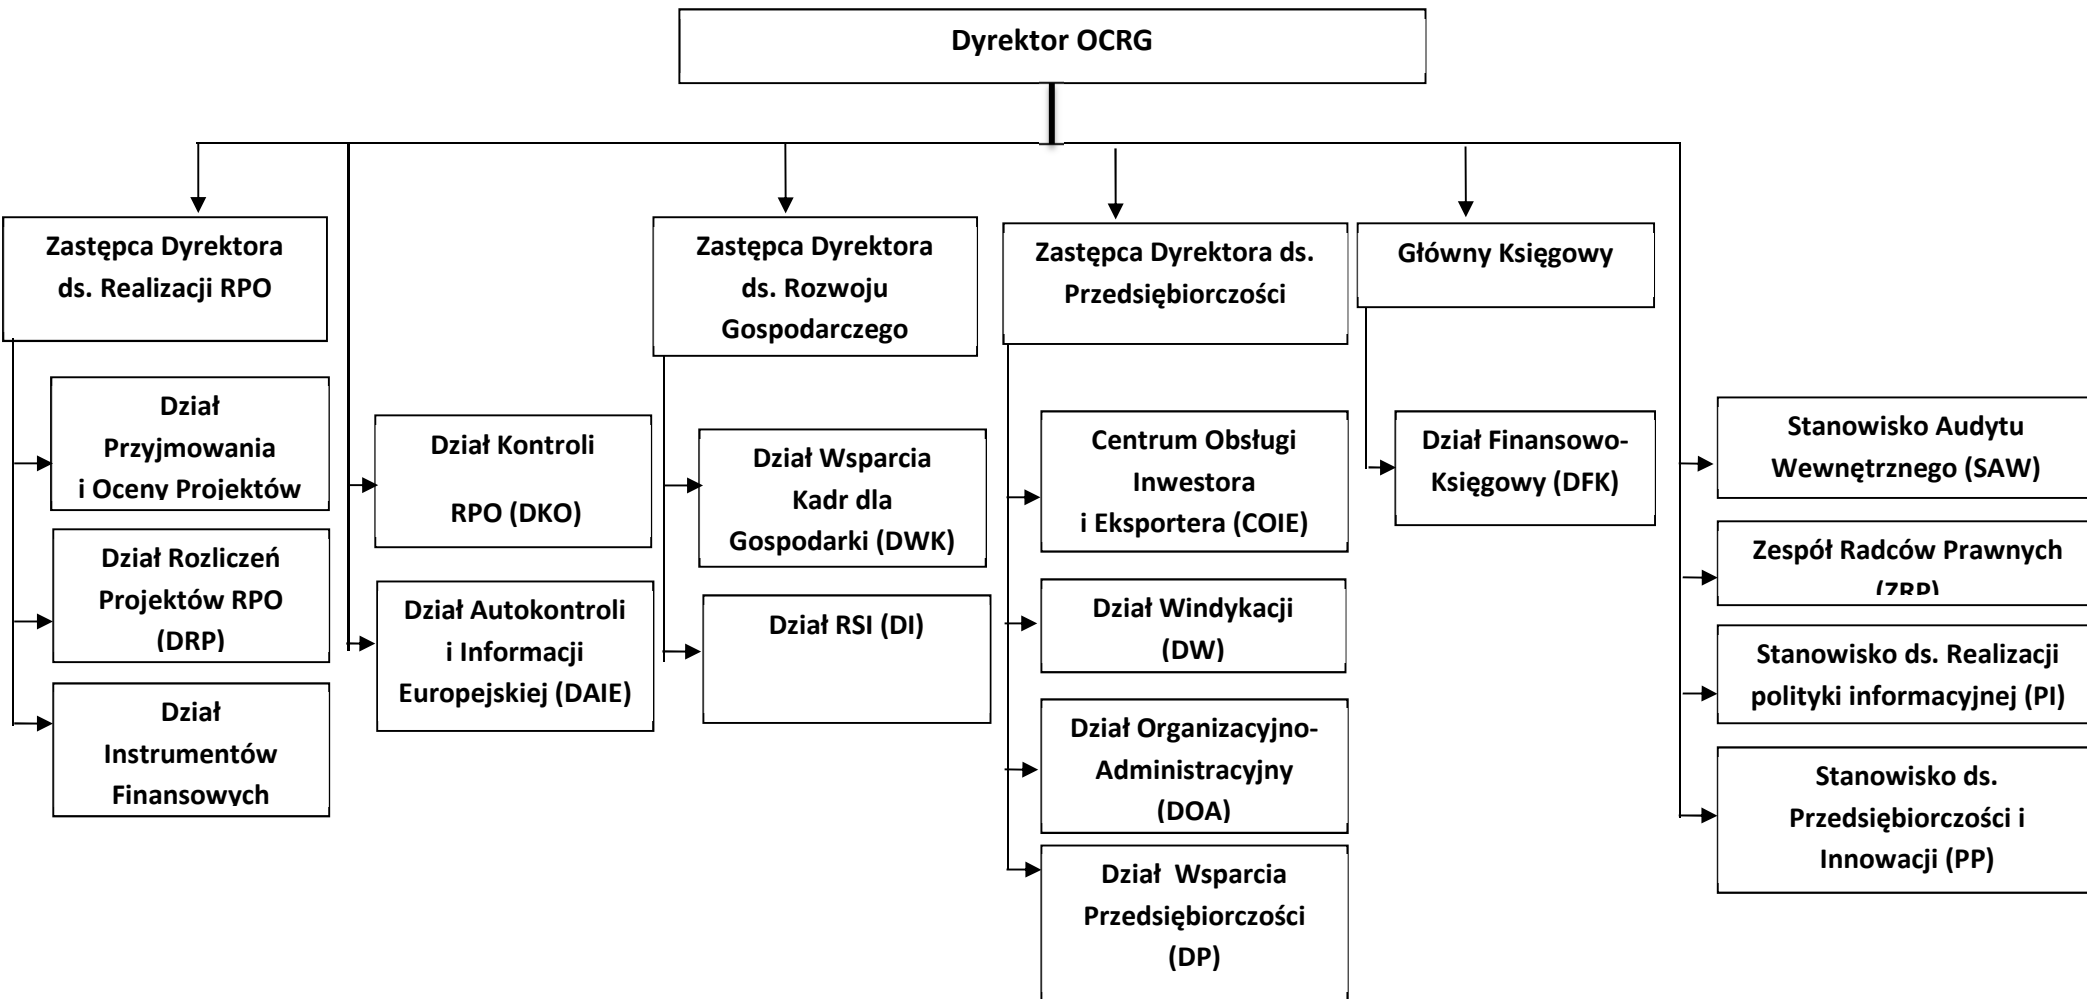 Dyrektor OCRG
Zastępca Dyrektora
ds. Realizacji RPO
Zastępca Dyrektora
ds. Rozwoju
Gospodarczego
Zastępca Dyrektora ds.
Przedsiębiorczości
Główny Księgowy
Dział
Przyjmowania
i Oceny Projektów
Dział Rozliczeń
Projektów RPO
(DRP)
Dział
Instrumentów
Finansowych
Dział Kontroli
RPO (DKO)
Dział Autokontroli
i Informacji
Europejskiej (DAIE)
Dział Wsparcia
Kadr dla
Gospodarki (DWK)
Dział RSI (DI)
Centrum Obsługi
Inwestora
i Eksportera (COIE)
Dział Windykacji
(DW)
Dział Organizacyjno-
Administracyjny
(DOA)
Dział Wsparcia
Przedsiębiorczości
(DP)
Dział Finansowo-
Księgowy (DFK)
Stanowisko Audytu
Wewnętrznego (SAW)
Zespół Radców Prawnych
(ZRP)
Stanowisko ds. Realizacji
polityki informacyjnej (PI)
Stanowisko ds.
Przedsiębiorczości i
Innowacji (PP)